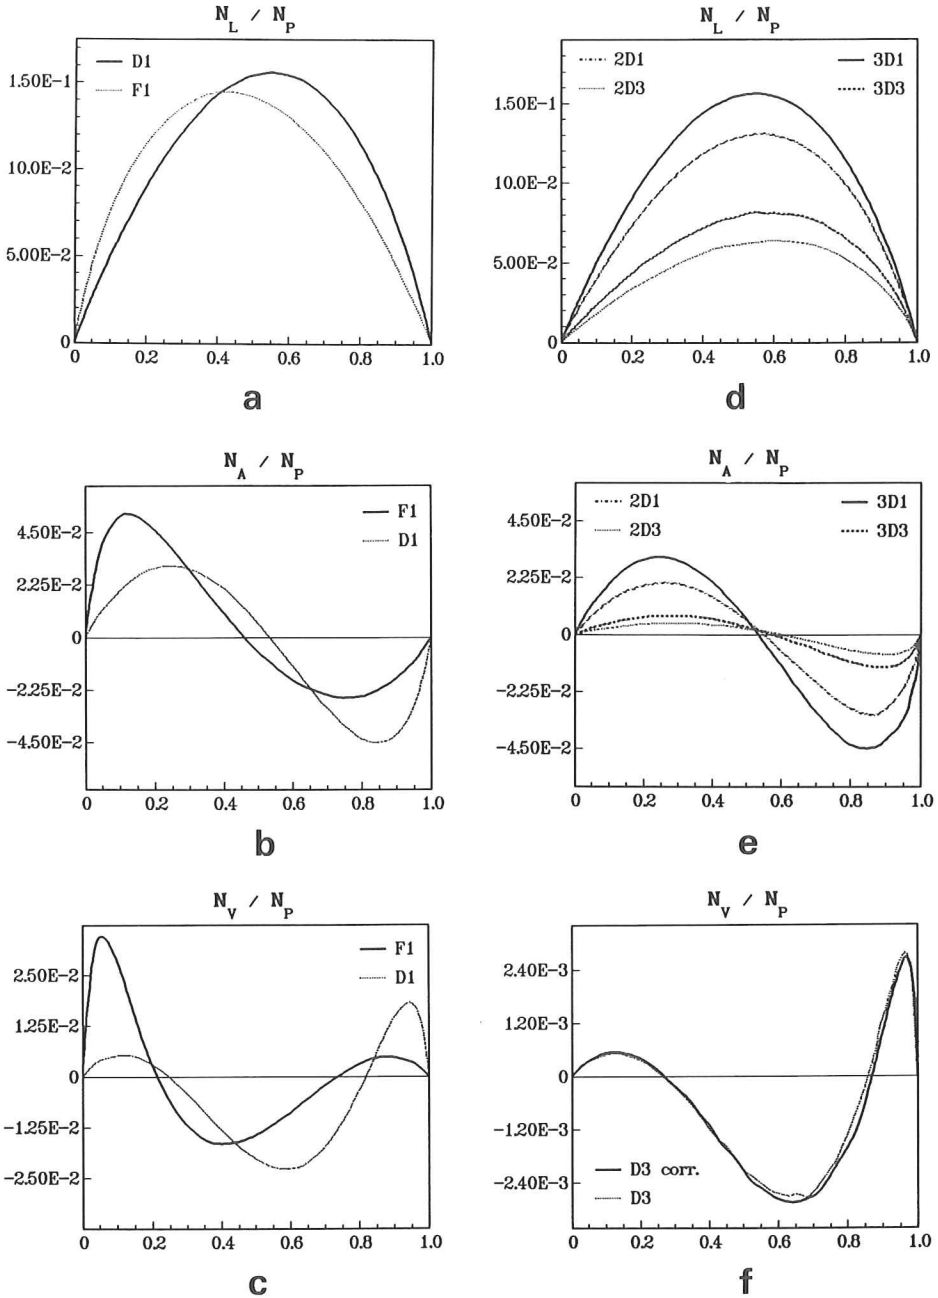 N_L / N_P
D1
F1
1.50E-1
10.0E-2
5.00E-2
0
0 0.2 0.4 0.6 0.8 1.0
a
N_L / N_P
2D1 3D1
2D3 3D3
1.50E-1
10.0E-2
5.00E-2
0
0 0.2 0.4 0.6 0.8 1.0
d
N_A / N_P
F1
D1
4.50E-2
2.25E-2
0
-2.25E-2
-4.50E-2
0 0.2 0.4 0.6 0.8 1.0
b
N_A / N_P
2D1 3D1
2D3 3D3
4.50E-2
2.25E-2
0
-2.25E-2
-4.50E-2
0 0.2 0.4 0.6 0.8 1.0
e
N_V / N_P
F1
D1
2.50E-2
1.25E-2
0
-1.25E-2
-2.50E-2
0 0.2 0.4 0.6 0.8 1.0
c
N_V / N_P
2.40E-3
1.20E-3
0
-1.20E-3
-2.40E-3
D3 corr.
D3
0 0.2 0.4 0.6 0.8 1.0
f